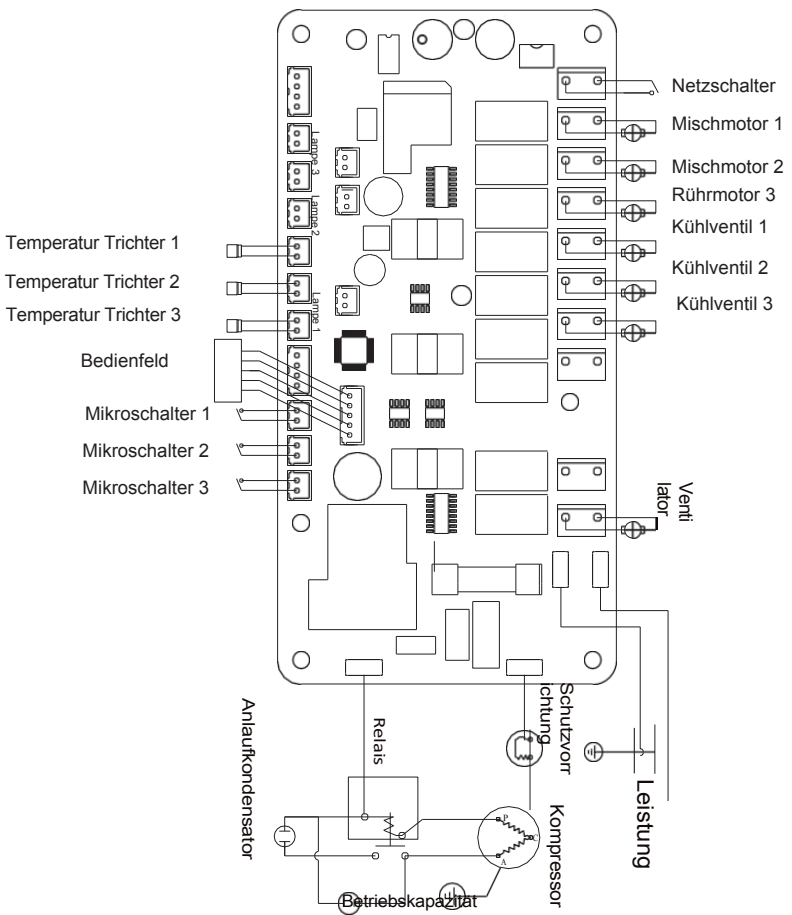 Netzschalter
Mischmotor 1
Mischmotor 2
Rührmotor 3
Kühlventil 1
Kühlventil 2
Kühlventil 3
Lampe 3
Lampe 2
Lampe 1
Temperatur Trichter 1
Temperatur Trichter 2
Temperatur Trichter 3
Bedienfeld
Mikroschalter 1
Mikroschalter 2
Mikroschalter 3
Venti
lator
Schutzvorr
ichtung
Anlaufkondensator
Relais
Kompressor
Leistung
P
C
A
Betriebskapazität